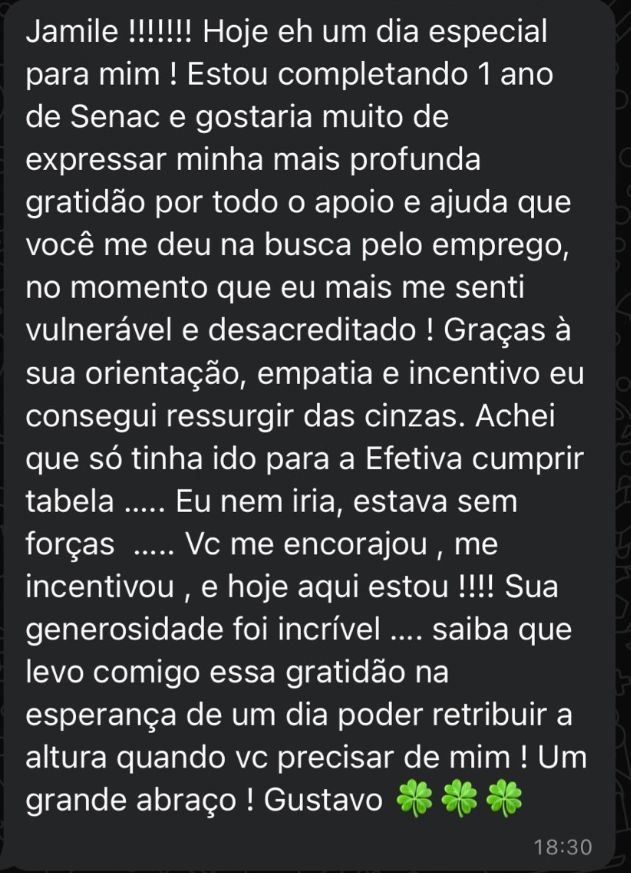 Jamile !!!!!!! Hoje eh um dia especial
para mim ! Estou completando 1 ano
de Senac e gostaria muito de
expressar minha mais profunda
gratidão por todo o apoio e ajuda que
você me deu na busca pelo emprego,
no momento que eu mais me senti
vulnerável e desacreditado ! Graças à
sua orientação, empatia e incentivo eu
consegui ressurgir das cinzas. Achei
que só tinha ido para a Efetiva cumprir
tabela ..... Eu nem iria, estava sem
forças  ..... Vc me encorajou , me
incentivou , e hoje aqui estou !!!! Sua
generosidade foi incrível .... saiba que
levo comigo essa gratidão na
esperança de um dia poder retribuir a
altura quando vc precisar de mim ! Um
grande abraço ! Gustavo 🍀🍀🍀
18:30